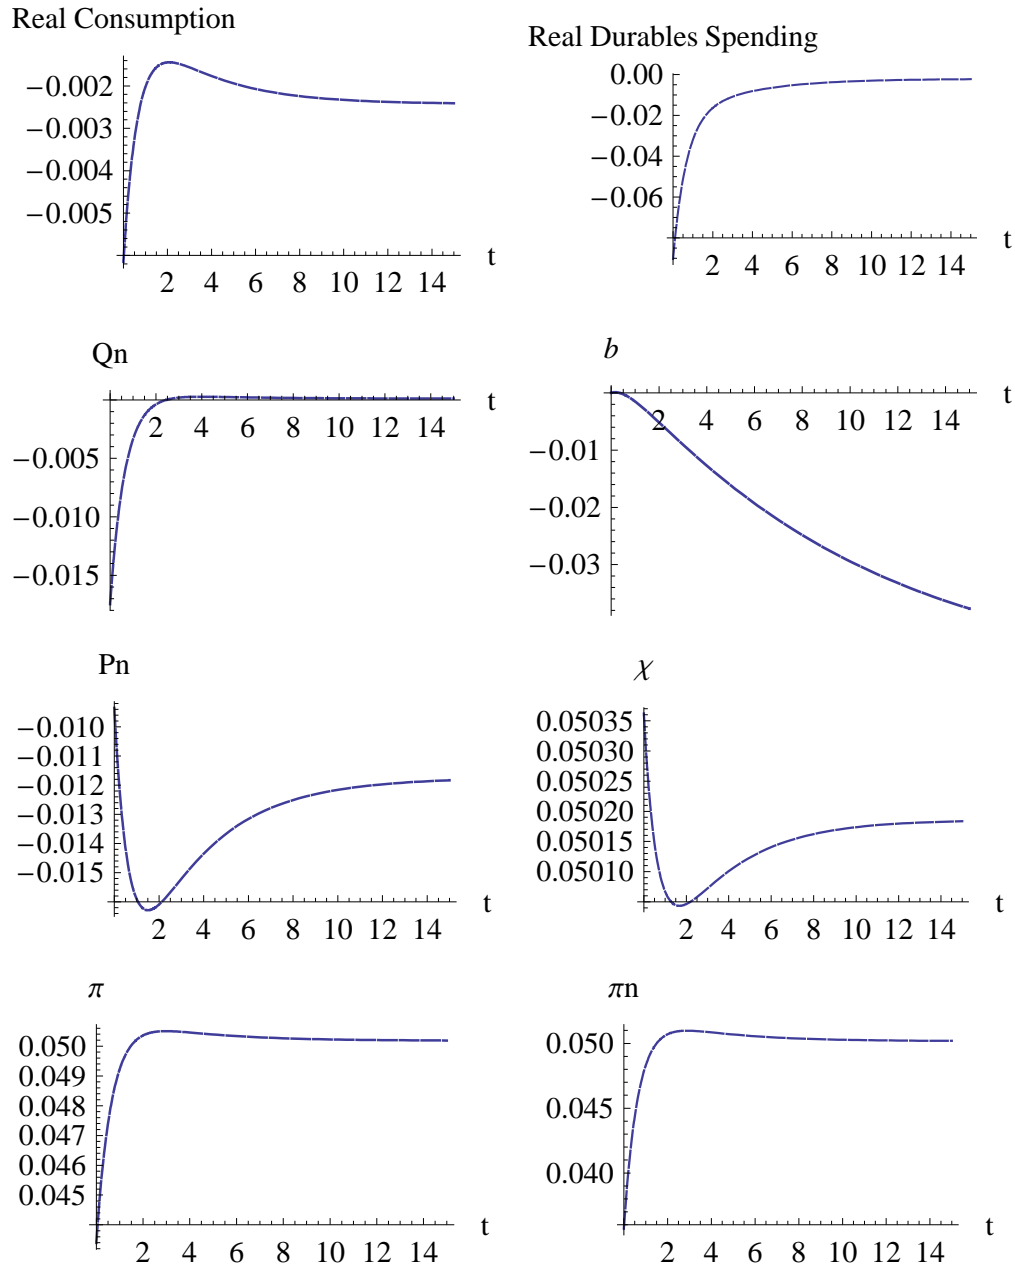 Real Consumption
−0.002
−0.003
−0.004
−0.005
2 4 6 8 10 12 14
t
Real Durables Spending
0.00
−0.02
−0.04
−0.06
2 4 6 8 10 12 14
t
Qn
−0.005
−0.010
−0.015
2 4 6 8 10 12 14
t
b
−0.01
−0.02
−0.03
2 4 6 8 10 12 14
t
Pn
−0.010
−0.011
−0.012
−0.013
−0.014
−0.015
2 4 6 8 10 12 14
t
χ
0.05035
0.05030
0.05025
0.05020
0.05015
0.05010
2 4 6 8 10 12 14
t
π
0.050
0.049
0.048
0.047
0.046
0.045
2 4 6 8 10 12 14
t
πn
0.050
0.045
0.040
2 4 6 8 10 12 14
t